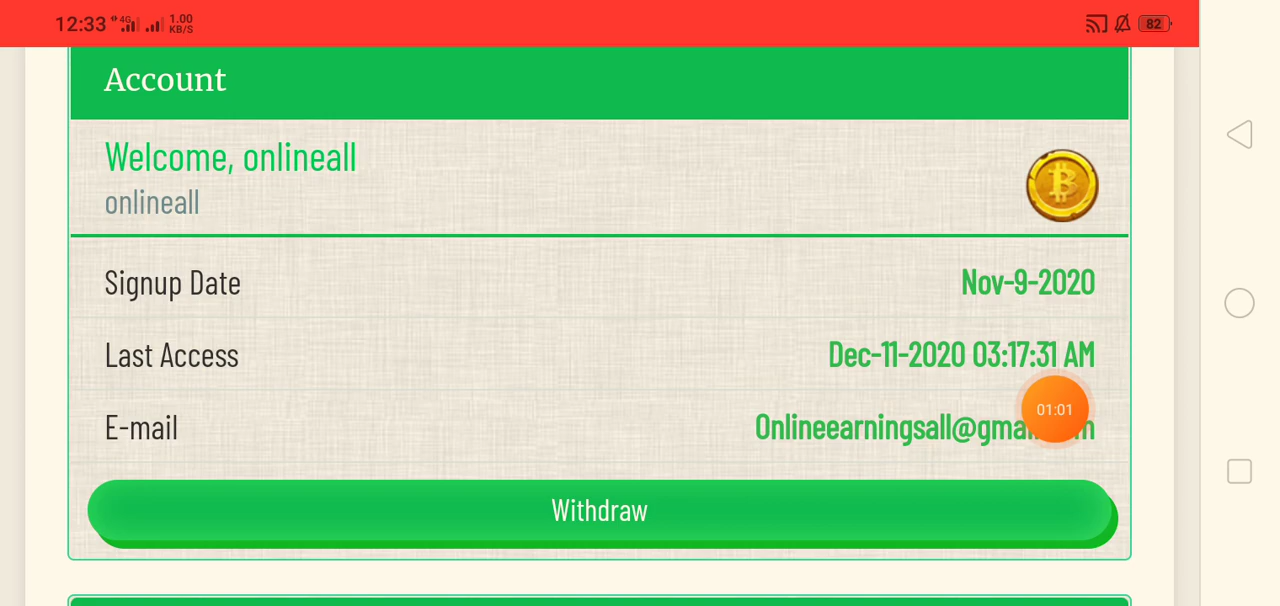 12:33 4G 1.00 KB/S 82
Account
Welcome, onlineall
onlineall
Signup Date Nov-9-2020
Last Access Dec-11-2020 03:17:31 AM
01:01
E-mail
Withdraw